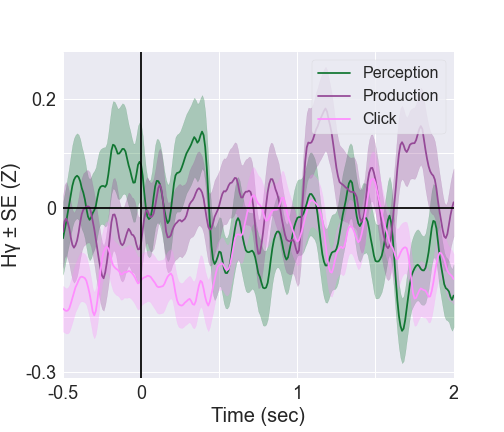 Perception
Production
Click
Hγ ± SE (Z)
0.2
0
-0.3
-0.5
0
1
2
Time (sec)